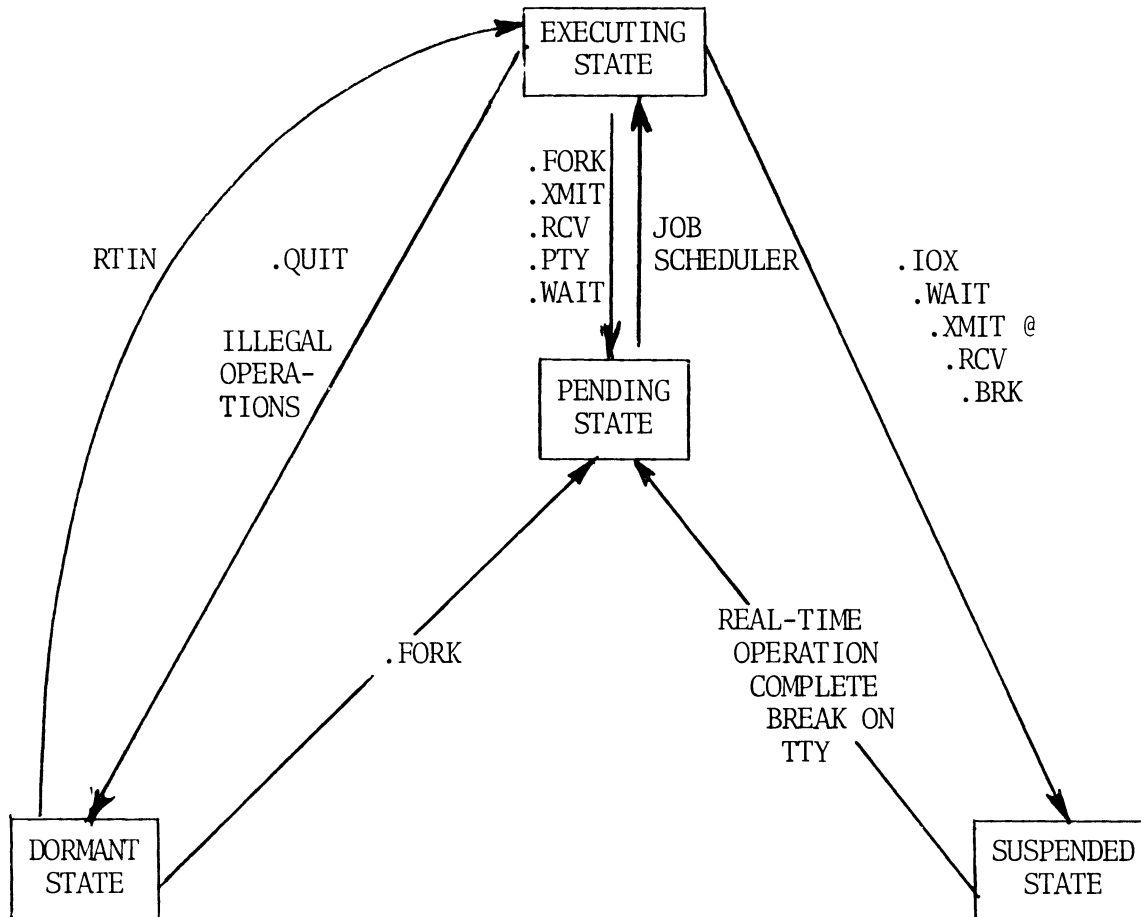 EXECUTING
STATE
.FORK
.XMIT
.RCV
.PTY
.WAIT
JOB
SCHEDULER
RTIN
.QUIT
ILLEGAL
OPERA-
TIONS
.IOX
.WAIT
.XMIT @
.RCV
.BRK
PENDING
STATE
.FORK
REAL-TIME
OPERATION
COMPLETE
BREAK ON
TTY
DORMANT
STATE
SUSPENDED
STATE